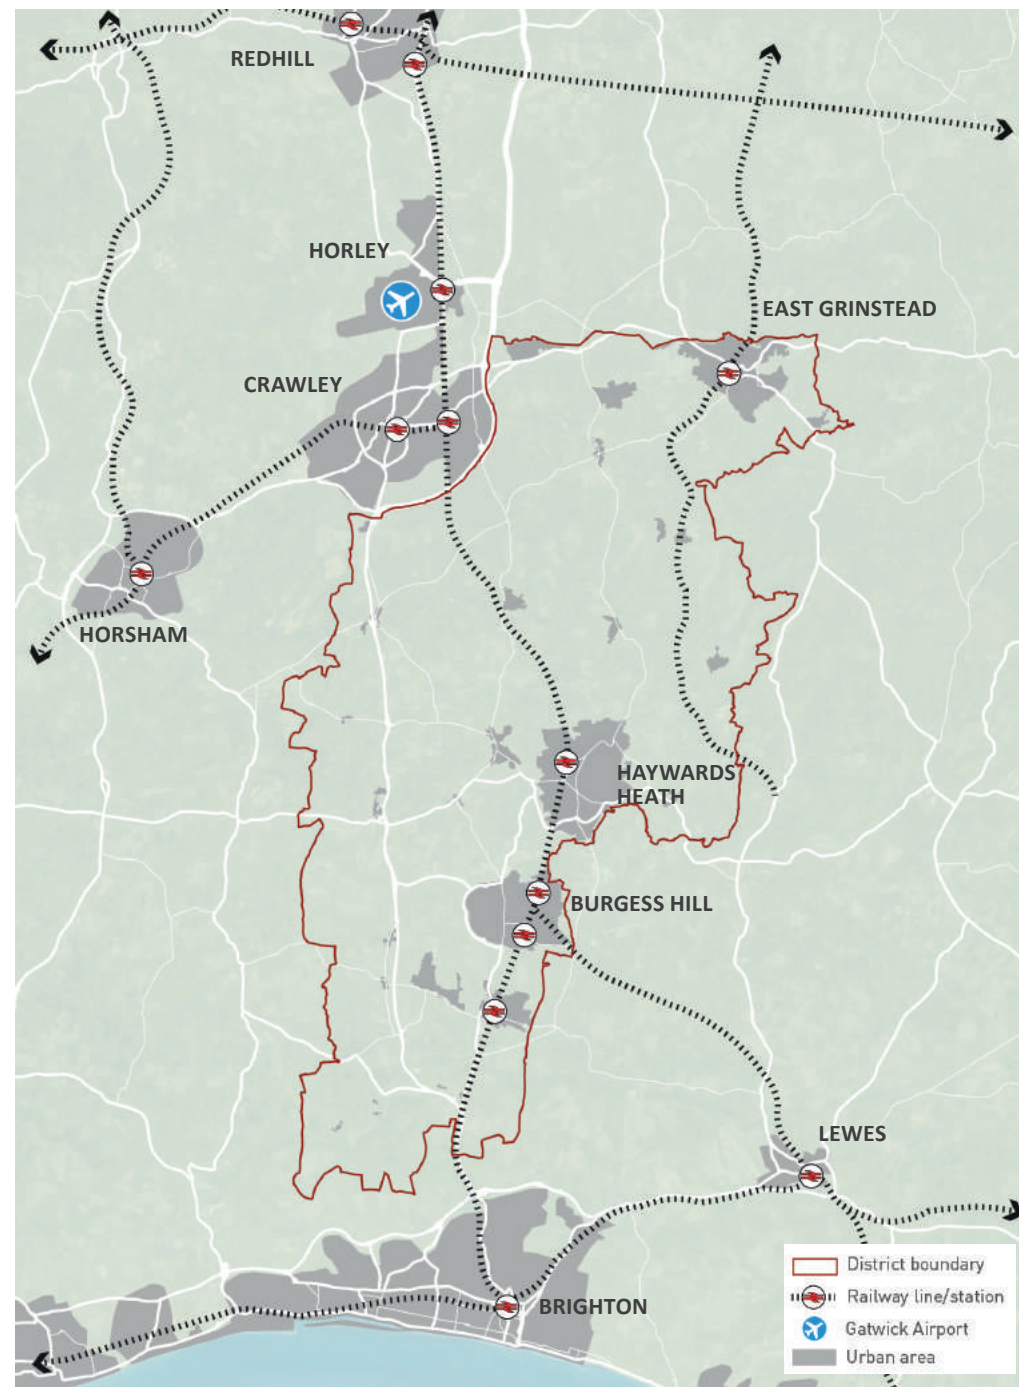 REDHILL
HORLEY
EAST GRINSTEAD
CRAWLEY
HORSHAM
HAYWARDS
HEATH
BURGESS HILL
LEWES
BRIGHTON
District boundary
Railway line/station
Gatwick Airport
Urban area